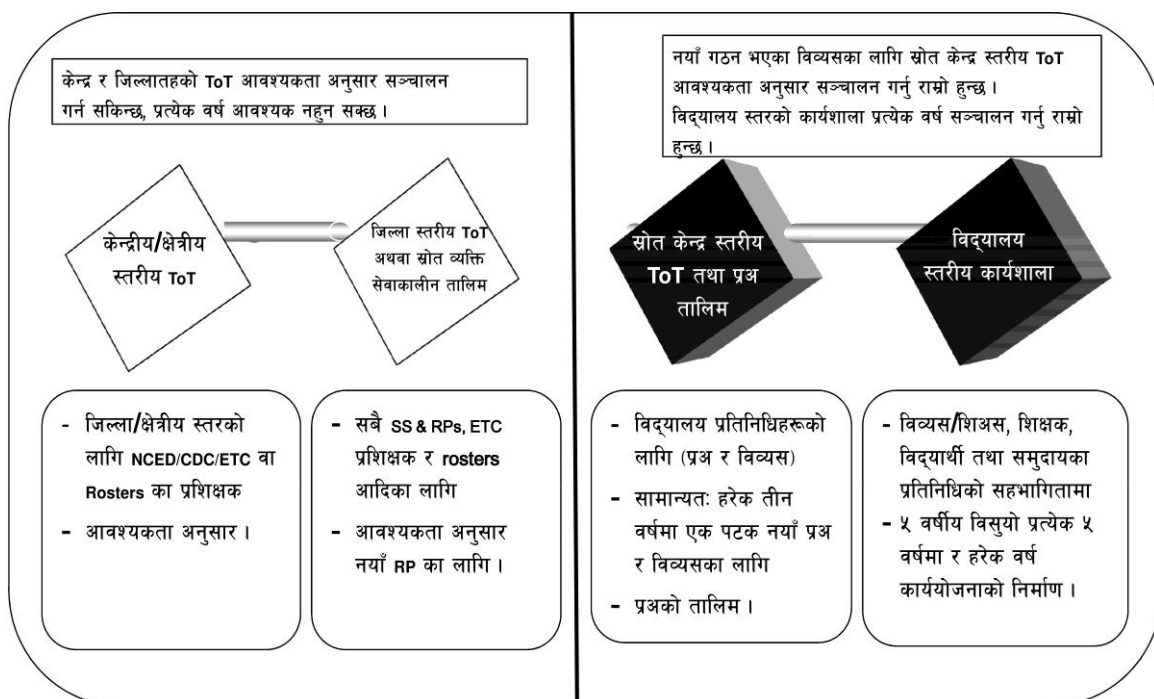 केन्द्र र जिल्लातहको ToT आवश्यकता अनुसार सञ्चालन
गर्न सकिन्छ, प्रत्येक वर्ष आवश्यक नहुन सक्छ ।
नयाँ गठन भएका विव्यसका लागि स्रोत केन्द्र स्तरीय ToT
आवश्यकता अनुसार सञ्चालन गर्नु राम्रो हुन्छ ।
विद्यालय स्तरको कार्यशाला प्रत्येक वर्ष सञ्चालन गर्नु राम्रो
हुन्छ ।
केन्द्रीय/क्षेत्रीय
स्तरीय ToT
जिल्ला स्तरीय ToT
अथवा स्रोत व्यक्ति
सेवाकालीन तालिम
स्रोत केन्द्र स्तरीय
ToT तथा प्रअ
तालिम
विद्यालय
स्तरीय कार्यशाला
- जिल्ला/क्षेत्रीय स्तरको
लागि NCED/CDC/ETC वा
Rosters का प्रशिक्षक
- आवश्यकता अनुसार ।
- सबै SS & RPs, ETC
प्रशिक्षक र rosters
आदिका लागि
- आवश्यकता अनुसार
नयाँ RP का लागि ।
- विद्यालय प्रतिनिधिहरूको
लागि (प्रअ र विव्यस)
- सामान्यत: हरेक तीन
वर्षमा एक पटक नयाँ प्रअ
र विव्यसका लागि
- प्रअको तालिम ।
- विव्यस/शिअस, शिक्षक,
विद्यार्थी तथा समुदायका
प्रतिनिधिको सहभागितामा
- ५ वर्षीय विसुयो प्रत्येक ५
वर्षमा र हरेक वर्ष
कार्ययोजनाको निर्माण ।